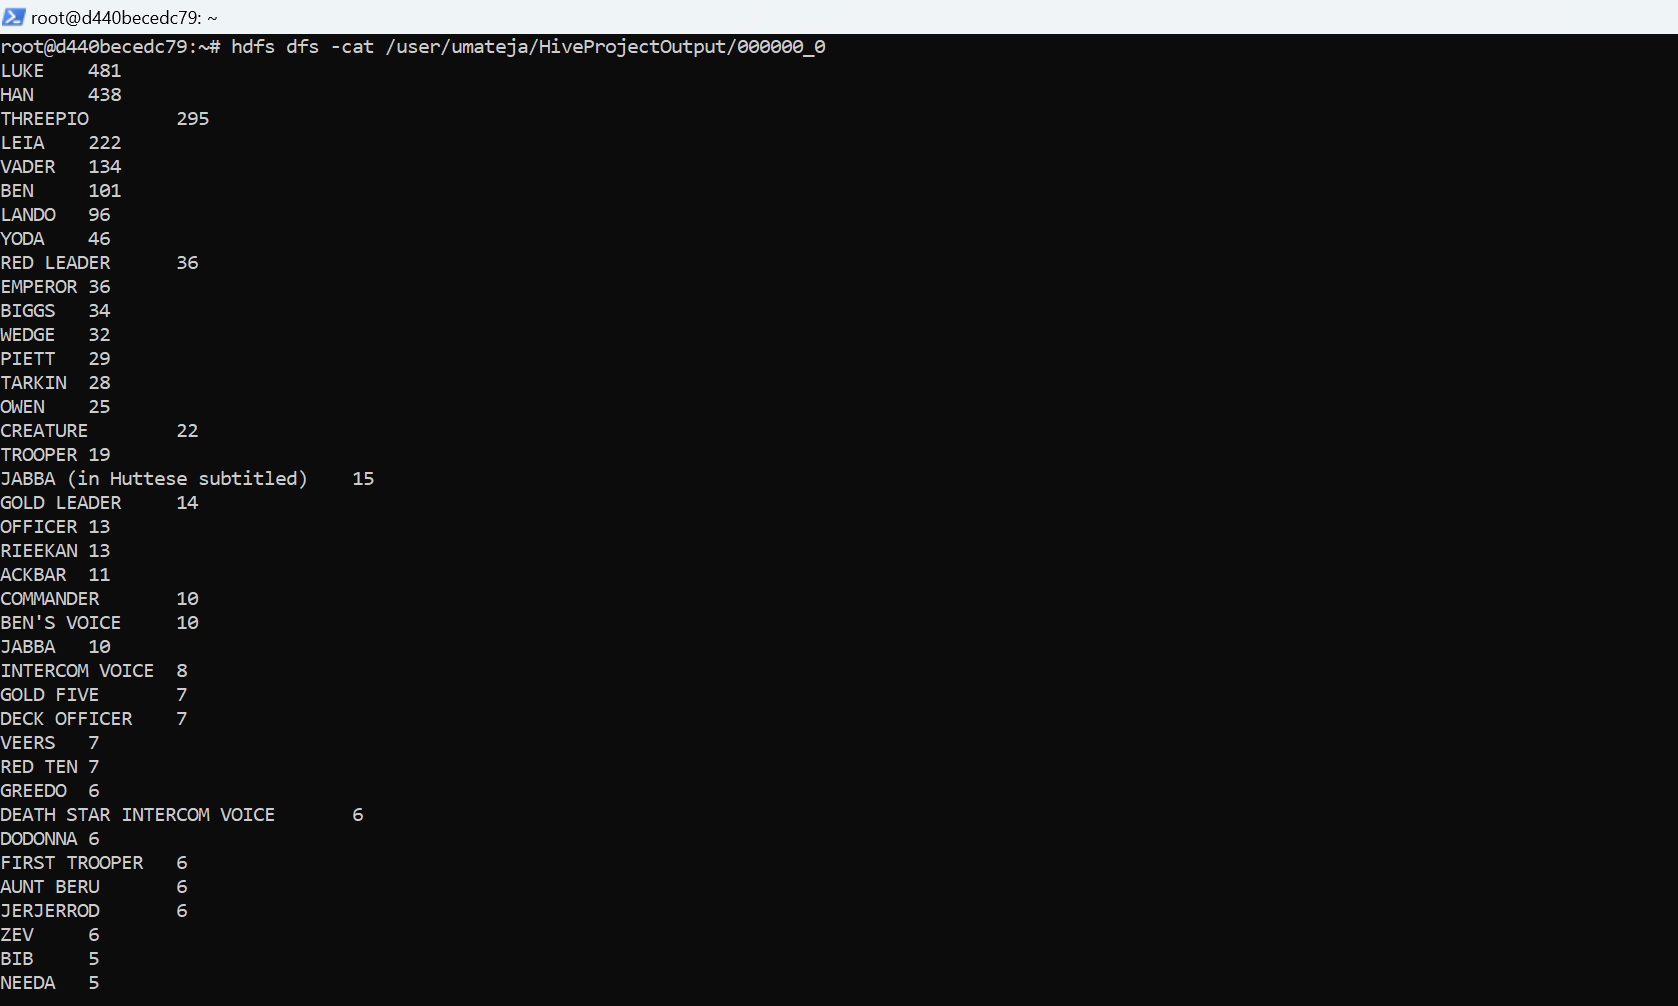 root@d440becedc79: ~
root@d440becedc79:~# hdfs dfs -cat /user/umateja/HiveProjectOutput/000000_0
LUKE    481
HAN     438
THREEPIO        295
LEIA    222
VADER   134
BEN     101
LANDO   96
YODA    46
RED LEADER      36
EMPEROR 36
BIGGS   34
WEDGE   32
PIETT   29
TARKIN  28
OWEN    25
CREATURE        22
TROOPER 19
JABBA (in Huttese subtitled)    15
GOLD LEADER     14
OFFICER 13
RIEEKAN 13
ACKBAR  11
COMMANDER       10
BEN'S VOICE     10
JABBA   10
INTERCOM VOICE  8
GOLD FIVE       7
DECK OFFICER    7
VEERS   7
RED TEN 7
GREEDO  6
DEATH STAR INTERCOM VOICE       6
DODONNA 6
FIRST TROOPER   6
AUNT BERU       6
JERJERROD       6
ZEV     6
BIB     5
NEEDA   5